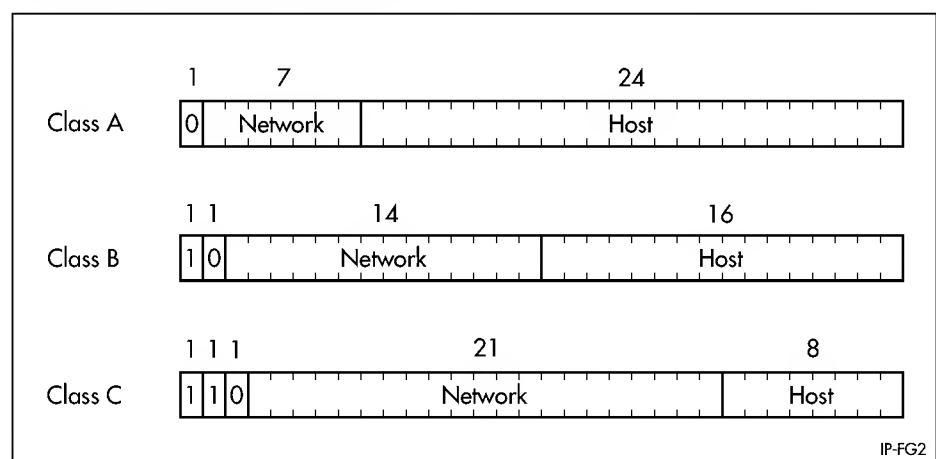 1 7 24
Class A 0 Network Host
1 1 14 16
Class B 1 0 Network Host
1 1 1 21 8
Class C 1 1 0 Network Host
IP-FG2